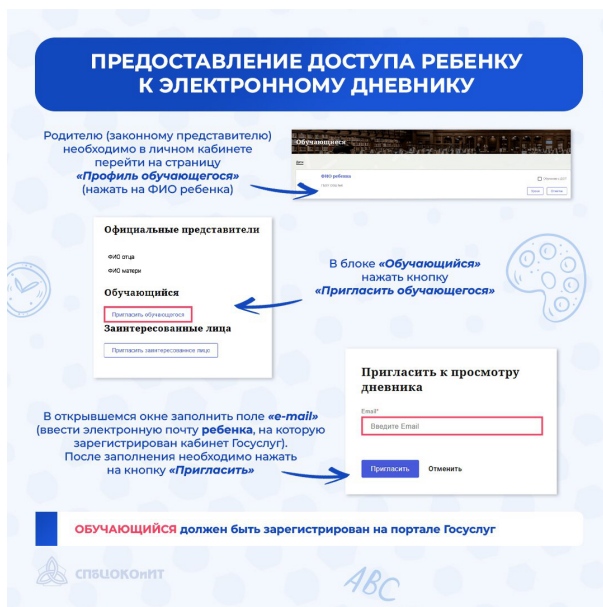 ПРЕДОСТАВЛЕНИЕ ДОСТУПА РЕБЕНКУ
К ЭЛЕКТРОННОМУ ДНЕВНИКУ
Родителю (законному представителю)
необходимо в личном кабинете
перейти на страницу
«Профиль обучающегося»
(нажать на ФИО ребенка)
Обучающиеся
ФИО ребенка
Официальные представители
ФИО отца
ФИО матери
Обучающийся
Пригласить обучающегося
Заинтересованные лица
Пригласить заинтересованное лицо
В блоке «Обучающийся»
нажать кнопку
«Пригласить обучающегося»
Пригласить к просмотру
дневника
Email*
Введите Email
Пригласить Отменить
В открывшемся окне заполнить поле «e-mail»
(ввести электронную почту ребенка, на которую
зарегистрирован кабинет Госуслуг).
После заполнения необходимо нажать
на кнопку «Пригласить»
ОБУЧАЮЩИЙСЯ должен быть зарегистрирован на портале Госуслуг
СПБЦОКОиИТ
ABC